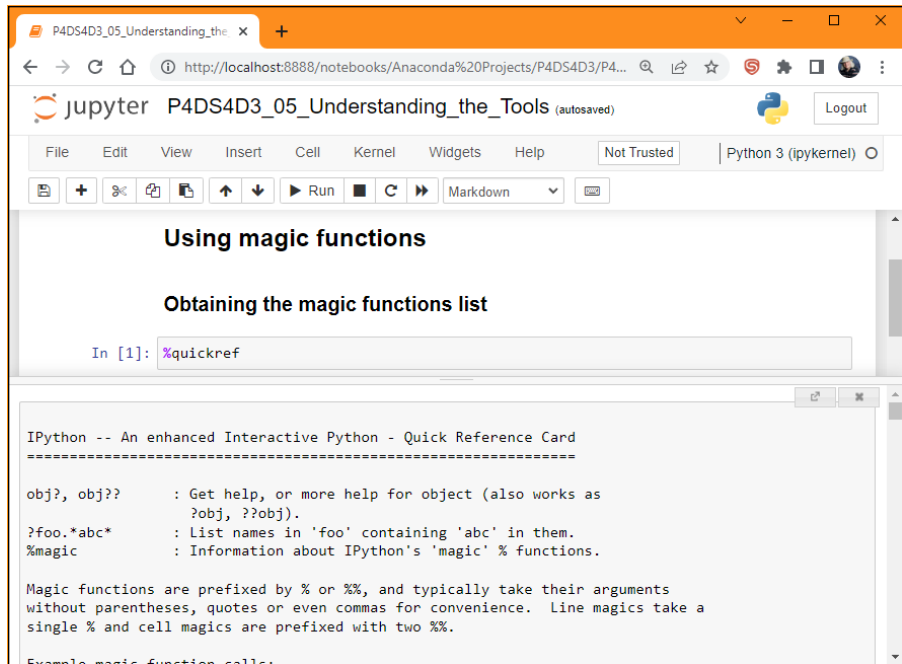 P4DS4D3_05_Understanding_the
http://localhost:8888/notebooks/Anaconda%20Projects/P4DS4D3/P4...
jupyter P4DS4D3_05_Understanding_the_Tools (autosaved) Logout
File Edit View Insert Cell Kernel Widgets Help Not Trusted Python 3 (ipykernel)
Run Markdown
Using magic functions
Obtaining the magic functions list
In [1]: %quickref
IPython -- An enhanced Interactive Python - Quick Reference Card
================================================================
obj?, obj?? : Get help, or more help for object (also works as
?obj, ??obj).
?foo.*abc* : List names in 'foo' containing 'abc' in them.
%magic : Information about IPython's 'magic' % functions.
Magic functions are prefixed by % or %%, and typically take their arguments
without parentheses, quotes or even commas for convenience. Line magics take a
single % and cell magics are prefixed with two %%.
Example magic function calls: